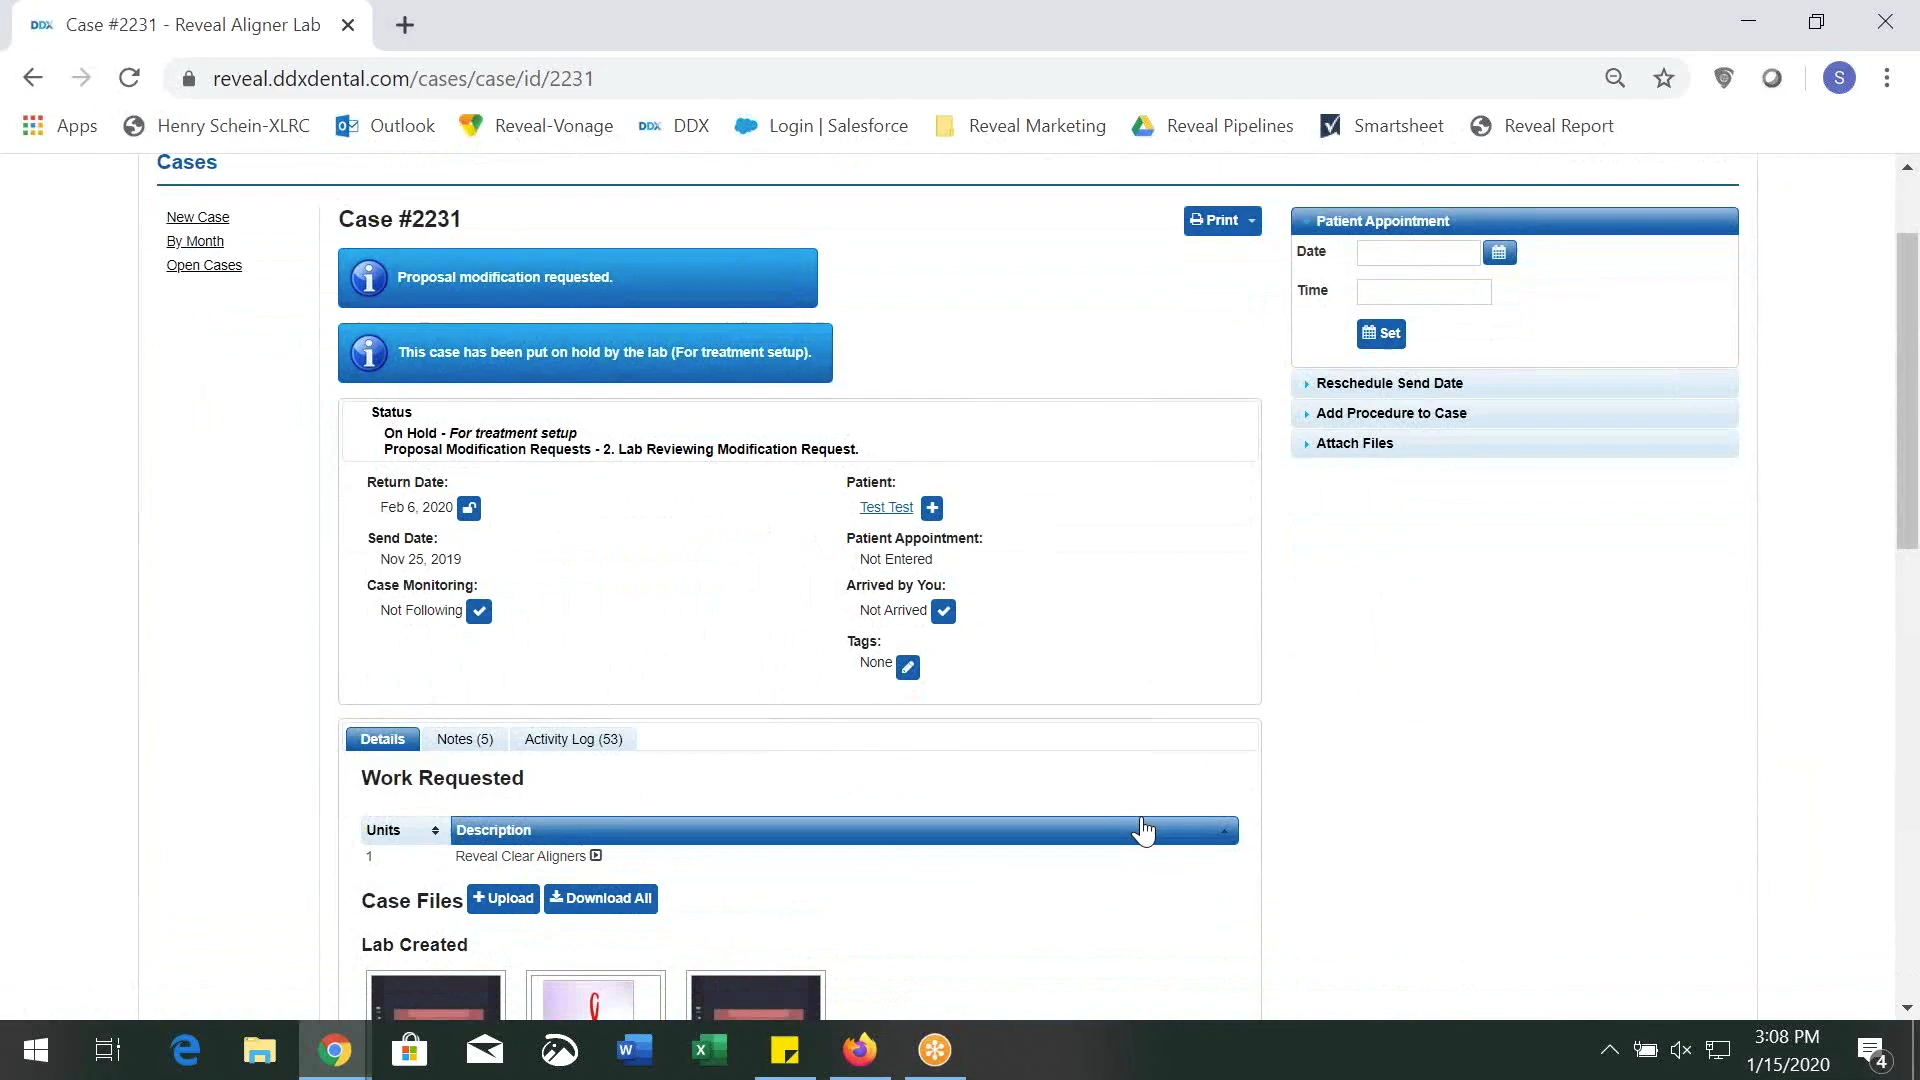 DDX Case #2231 - Reveal Aligner Lab
reveal.ddxdental.com/cases/case/id/2231
S
Apps Henry Schein-XLRC Outlook Reveal-Vonage DDX DDX Login | Salesforce Reveal Marketing Reveal Pipelines Smartsheet Reveal Report
Cases
New Case
By Month
Open Cases
Case #2231
Print
Proposal modification requested.
This case has been put on hold by the lab (For treatment setup).
Status
On Hold - For treatment setup
Proposal Modification Requests - 2. Lab Reviewing Modification Request.
Return Date:
Feb 6, 2020
Send Date:
Nov 25, 2019
Case Monitoring:
Not Following
Patient:
Test Test
Patient Appointment:
Not Entered
Arrived by You:
Not Arrived
Tags:
None
Patient Appointment
Date
Time
Set
Reschedule Send Date
Add Procedure to Case
Attach Files
Details Notes (5) Activity Log (53)
Work Requested
Units Description
1 Reveal Clear Aligners
Case Files Upload Download All
Lab Created
3:08 PM
1/15/2020
4